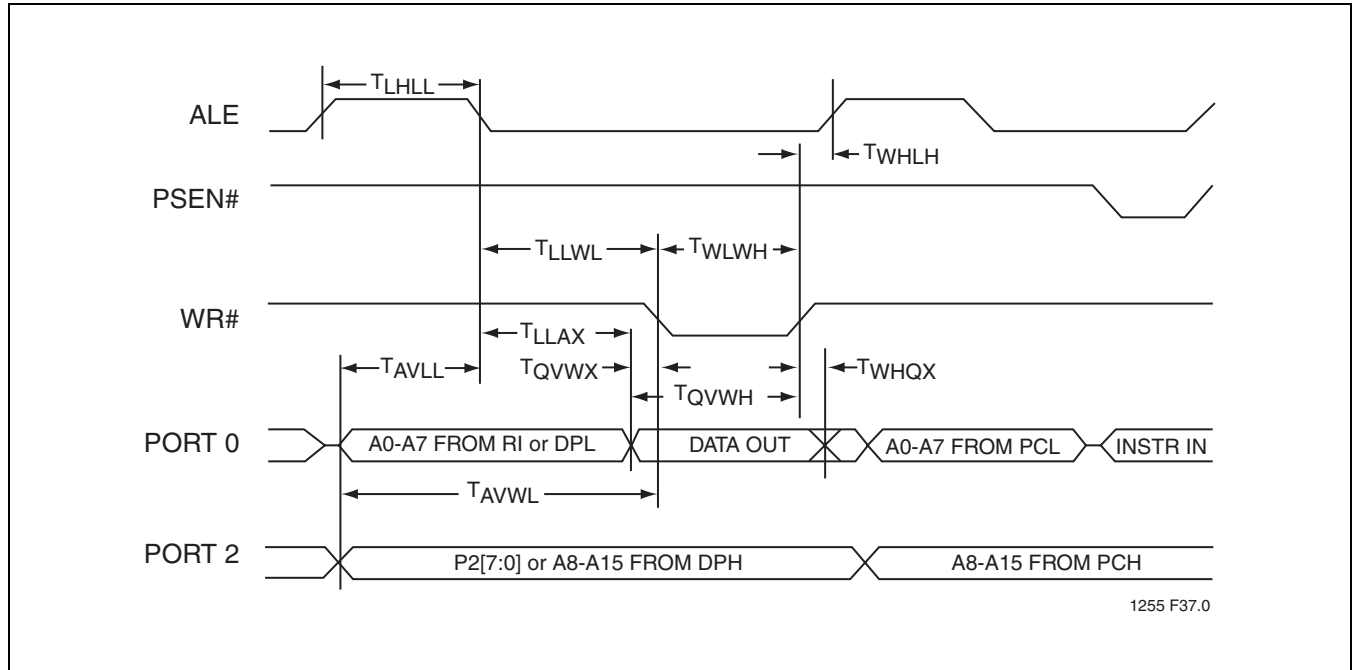 TLHLL
ALE
TWHLH
PSEN#
TLLWL
TWLWH
WR#
TLLAX
TAVLL
TQVWX
TWHQX
TQVWH
PORT 0
A0-A7 FROM RI or DPL
DATA OUT
A0-A7 FROM PCL
INSTR IN
TAVWL
PORT 2
P2[7:0] or A8-A15 FROM DPH
A8-A15 FROM PCH
1255 F37.0